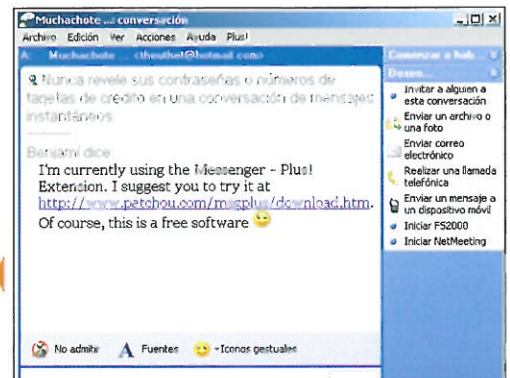 Muchachote ... conversación
Archivo Edición Ver Acciones Ayuda Plus!
A: Muchachote
Nunca revele sus contraseñas o números de
tarjetas de crédito en una conversación de mensajes
instantáneos.
Benjamí dice:
I'm currently using the Messenger - Plus!
Extension. I suggest you to try it at
http://www.patchou.com/msgplus/download.htm.
Of course, this is a free software
No admitir
Fuentes
Iconos gestuales
Comenzar a hab
Deseo...
Invitar a alguien a
esta conversación
Enviar un archivo o
una foto
Enviar correo
electrónico
Realizar una llamada
telefónica
Enviar un mensaje a
un dispositivo móvil
Iniciar FS2000
Iniciar NetMeeting